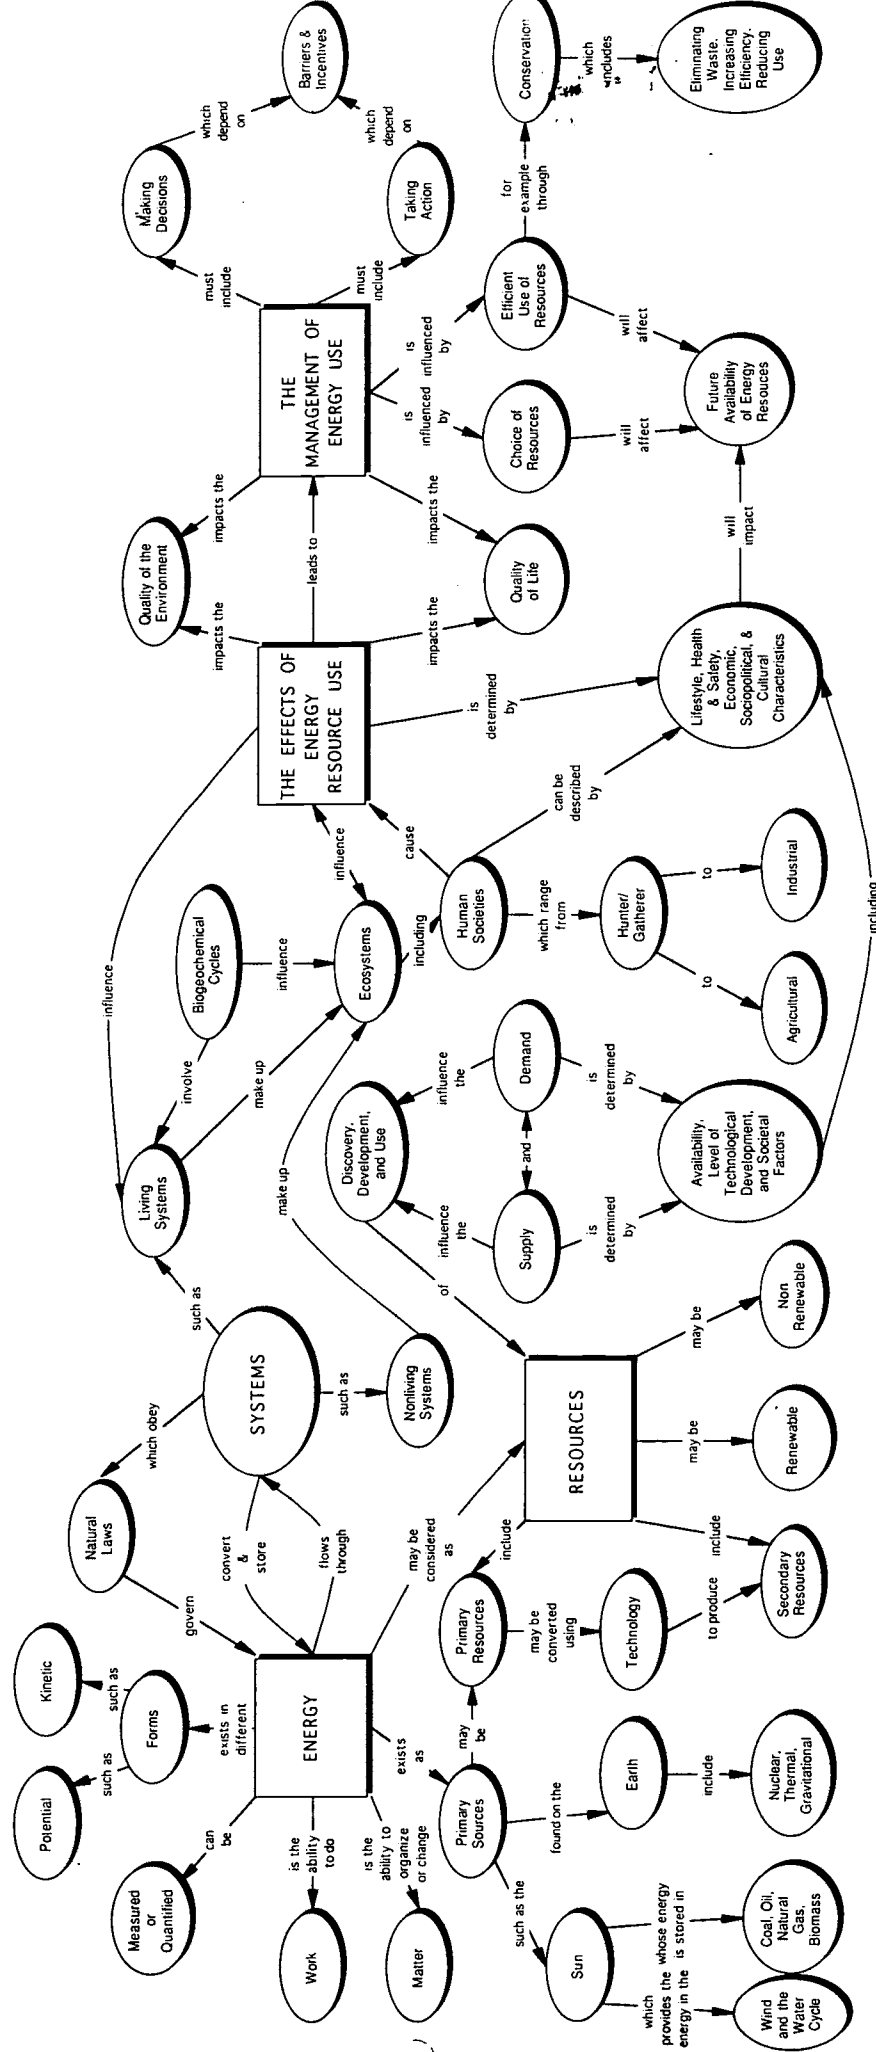 Potential
Kinetic
such as
such as
Forms
exists in
different
Measured
or
Quantified
can
be
ENERGY
is the
ability
to do
Work
is the
ability to
organize
or change
Matter
exists
as
Primary
Sources
such as the
Sun
which
provides the
energy in the
Wind
and the
Water
Cycle
whose energy
is stored in
Coal, Oil,
Natural
Gas,
Biomass
found on the
Earth
include
Nuclear,
Thermal,
Gravitational
may
be
Primary
Resources
may be
converted
using
Technology
to produce
Secondary
Resources
include
include
RESOURCES
may be
considered
as
may be
Renewable
may be
Non
Renewable
Natural
Laws
govern
which obey
convert
&
store
flows
through
SYSTEMS
such as
Living
Systems
such as
Nonliving
Systems
make up
make up
involve
Biogeochemical
Cycles
influence
Ecosystems
influence
influence
including
Discovery,
Development,
and Use
of
influence
the
influence
the
Supply
and
Demand
is
determined
by
is
determined
by
Availability,
Level of
Technological
Development,
and Societal
Factors
including
Human
Societies
cause
which range
from
Hunter/
Gatherer
to
Agricultural
to
Industrial
can be
described
by
THE EFFECTS OF
ENERGY
RESOURCE USE
is
determined
by
Lifestyle, Health
& Safety,
Economic,
Sociopolitical, &
Cultural
Characteristics
will
impact
impacts the
Quality of the
Environment
impacts the
leads to
impacts the
Quality
of Life
impacts the
THE
MANAGEMENT OF
ENERGY USE
must
include
Making
Decisions
which
depend
on
must
include
Taking
Action
which
depend
on
Barriers &
Incentives
is
influenced
by
Choice of
Resources
will
affect
is
influenced
by
Efficient
Use of
Resources
will
affect
Future
Availability
of Energy
Resouces
for
example
through
Conservation
which
includes
Eliminating
Waste.
Increasing
Efficiency.
Reducing
Use